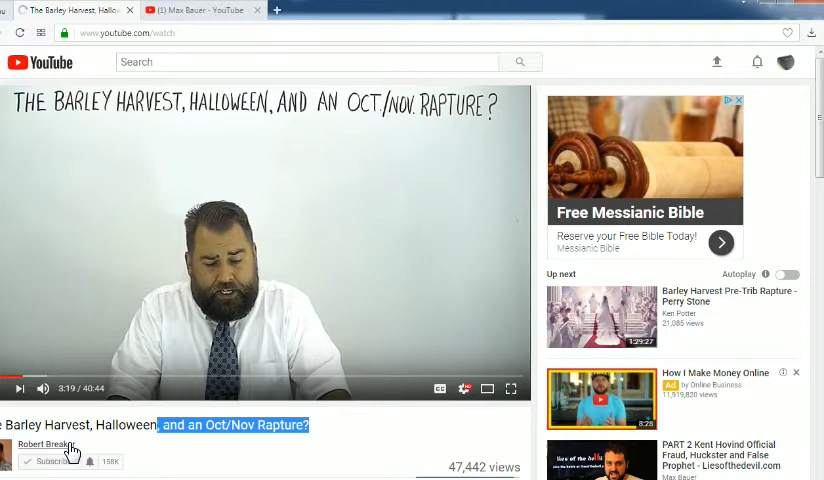 The Barley Harvest, Hallow
(1) Max Bauer - YouTube
www.youtube.com/watch
YouTube
Search
THE BARLEY HARVEST, HALLOWEEN, AND AN OCT./NOV. RAPTURE?
Free Messianic Bible
Reserve your Free Bible Today!
Messianic Bible
3:19 / 40:44
CC
HD
e Barley Harvest, Halloween, and an Oct/Nov Rapture?
Robert Breaker
Subscribed
158K
47,442 views
Up next
Autoplay
Barley Harvest Pre-Trib Rapture -
Perry Stone
Ken Potter
21,085 views
1:29:27
How I Make Money Online
Ad by Online Business
11,919,820 views
8:28
PART 2 Kent Hovind Official
Fraud, Huckster and False
Prophet - Liesofthedevil.com
Max Bauer